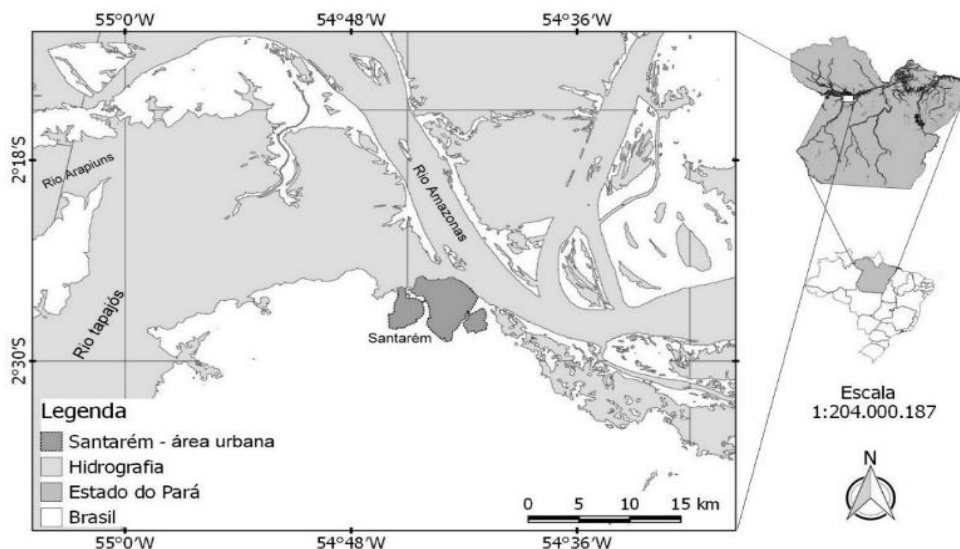 55°0'W 54°48'W 54°36'W
2°18'S
2°30'S
Rio Arapiuns
Rio tapajós
Rio Amazonas
Santarém
Legenda
Santarém - área urbana
Hidrografia
Estado do Pará
Brasil
0 5 10 15 km
55°0'W 54°48'W 54°36'W
Escala
1:204.000.187
N